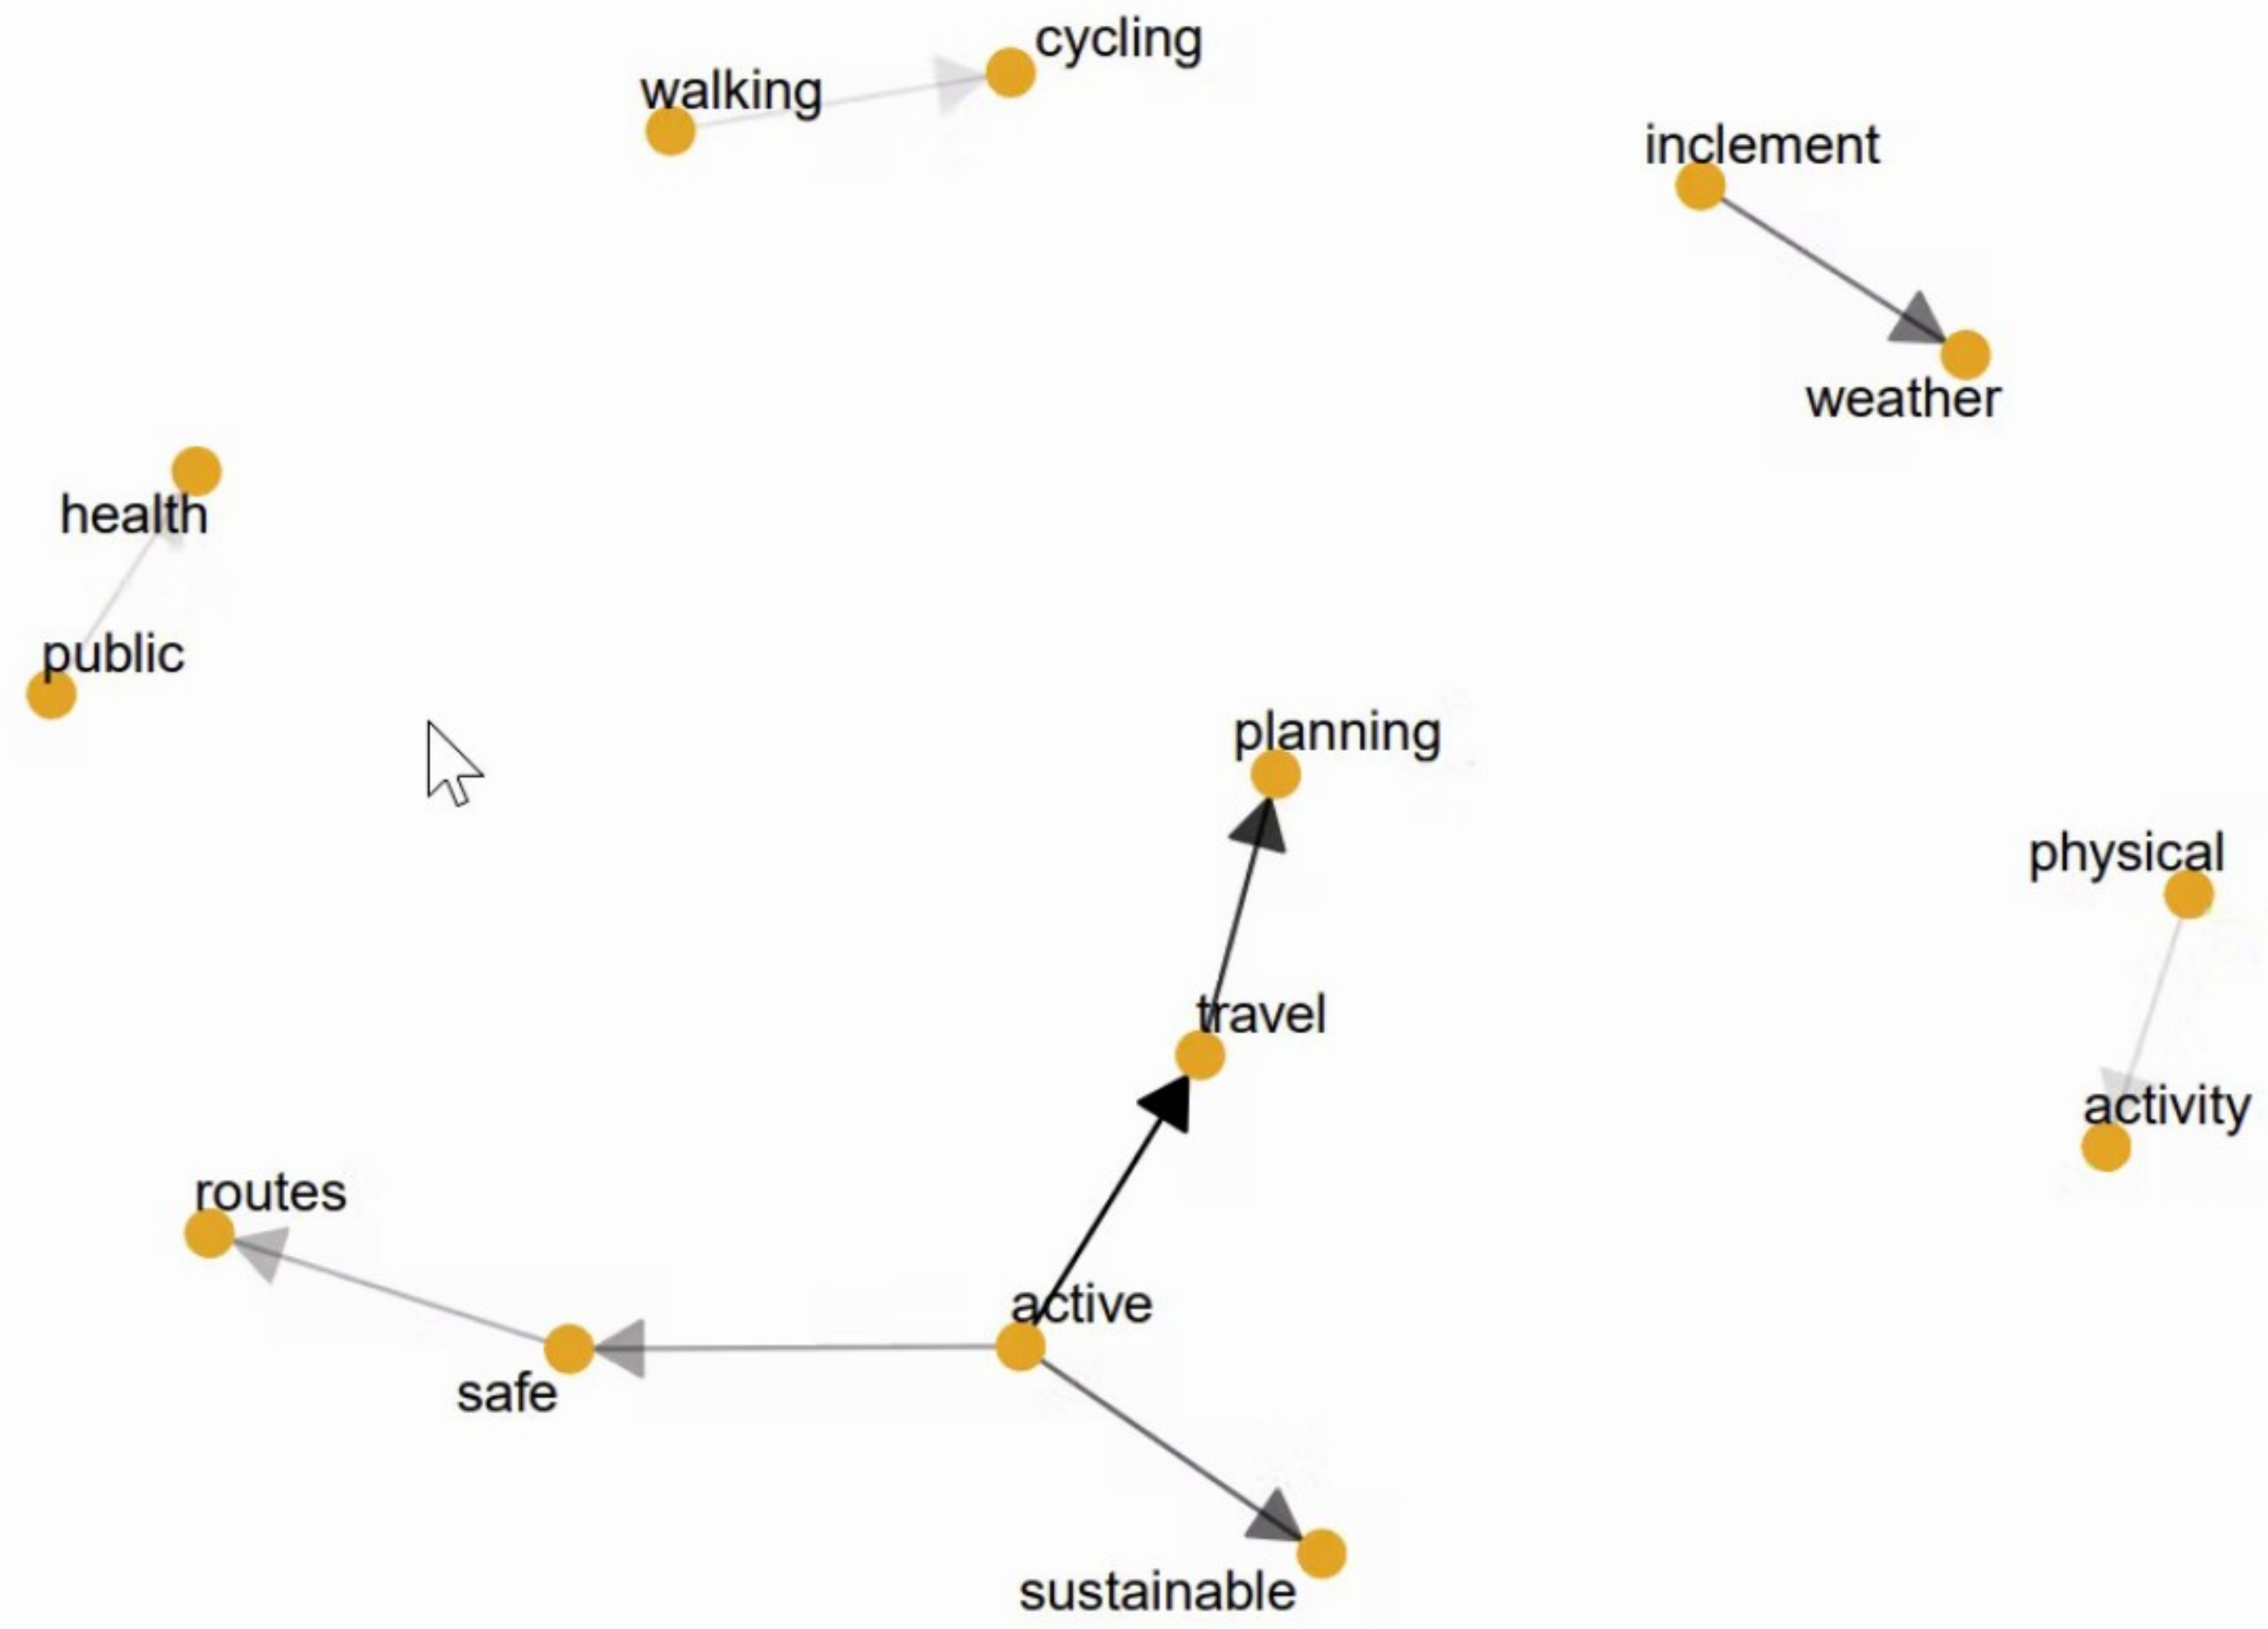 cycling
walking
inclement
weather
health
public
planning
physical
travel
activity
routes
active
safe
sustainable